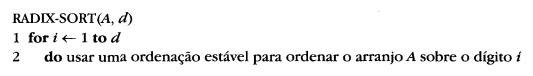 RADIX-SORT(A, d)
1 for i ← 1 to d
2 do usar uma ordenação estável para ordenar o arranjo A sobre o dígito i